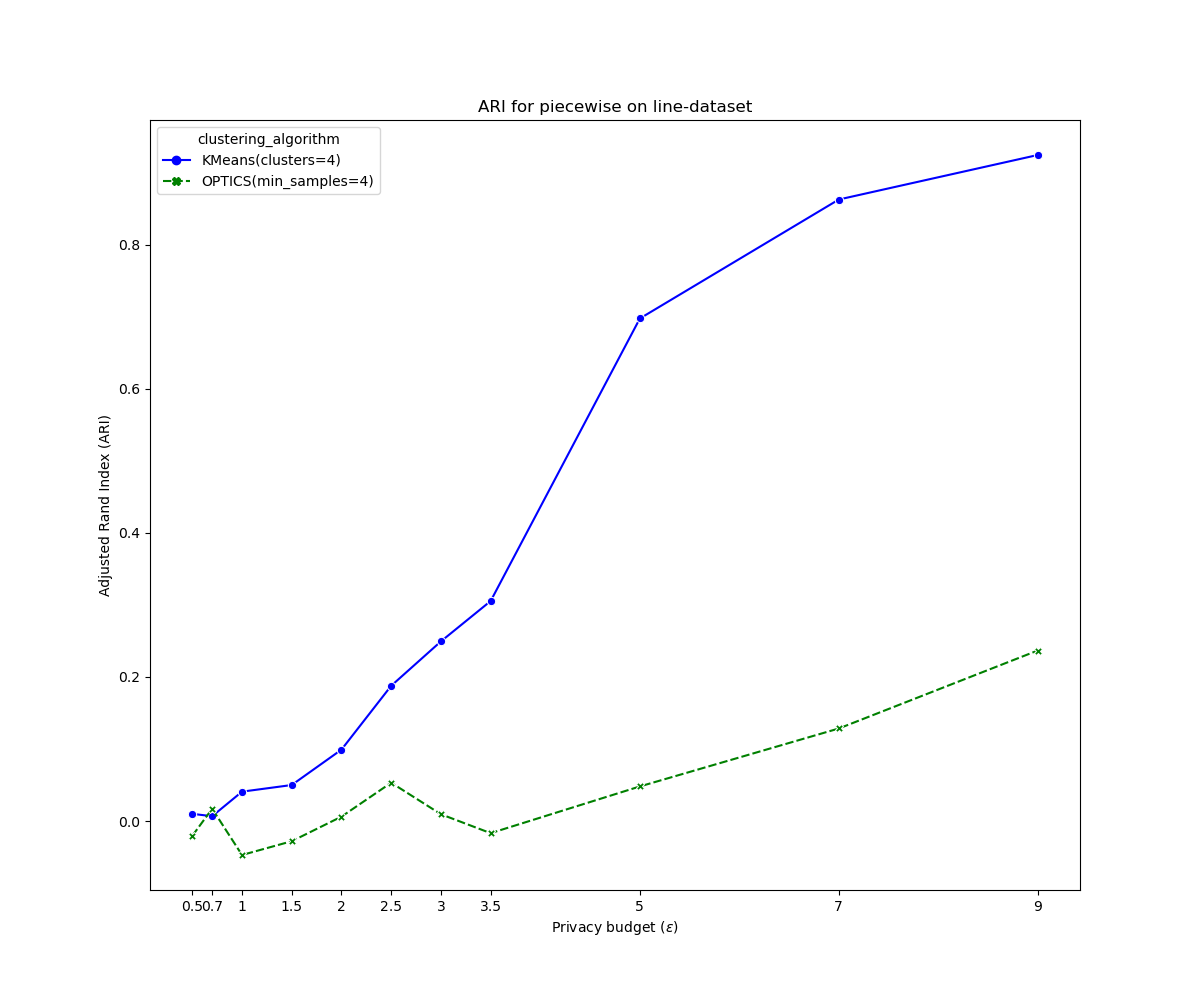 ARI for piecewise on line-dataset
clustering_algorithm
KMeans(clusters=4)
OPTICS(min_samples=4)
Adjusted Rand Index (ARI)
0.8
0.6
0.4
0.2
0.0
0.5 0.7 1 1.5 2 2.5 3 3.5 5 7 9
Privacy budget (ε)